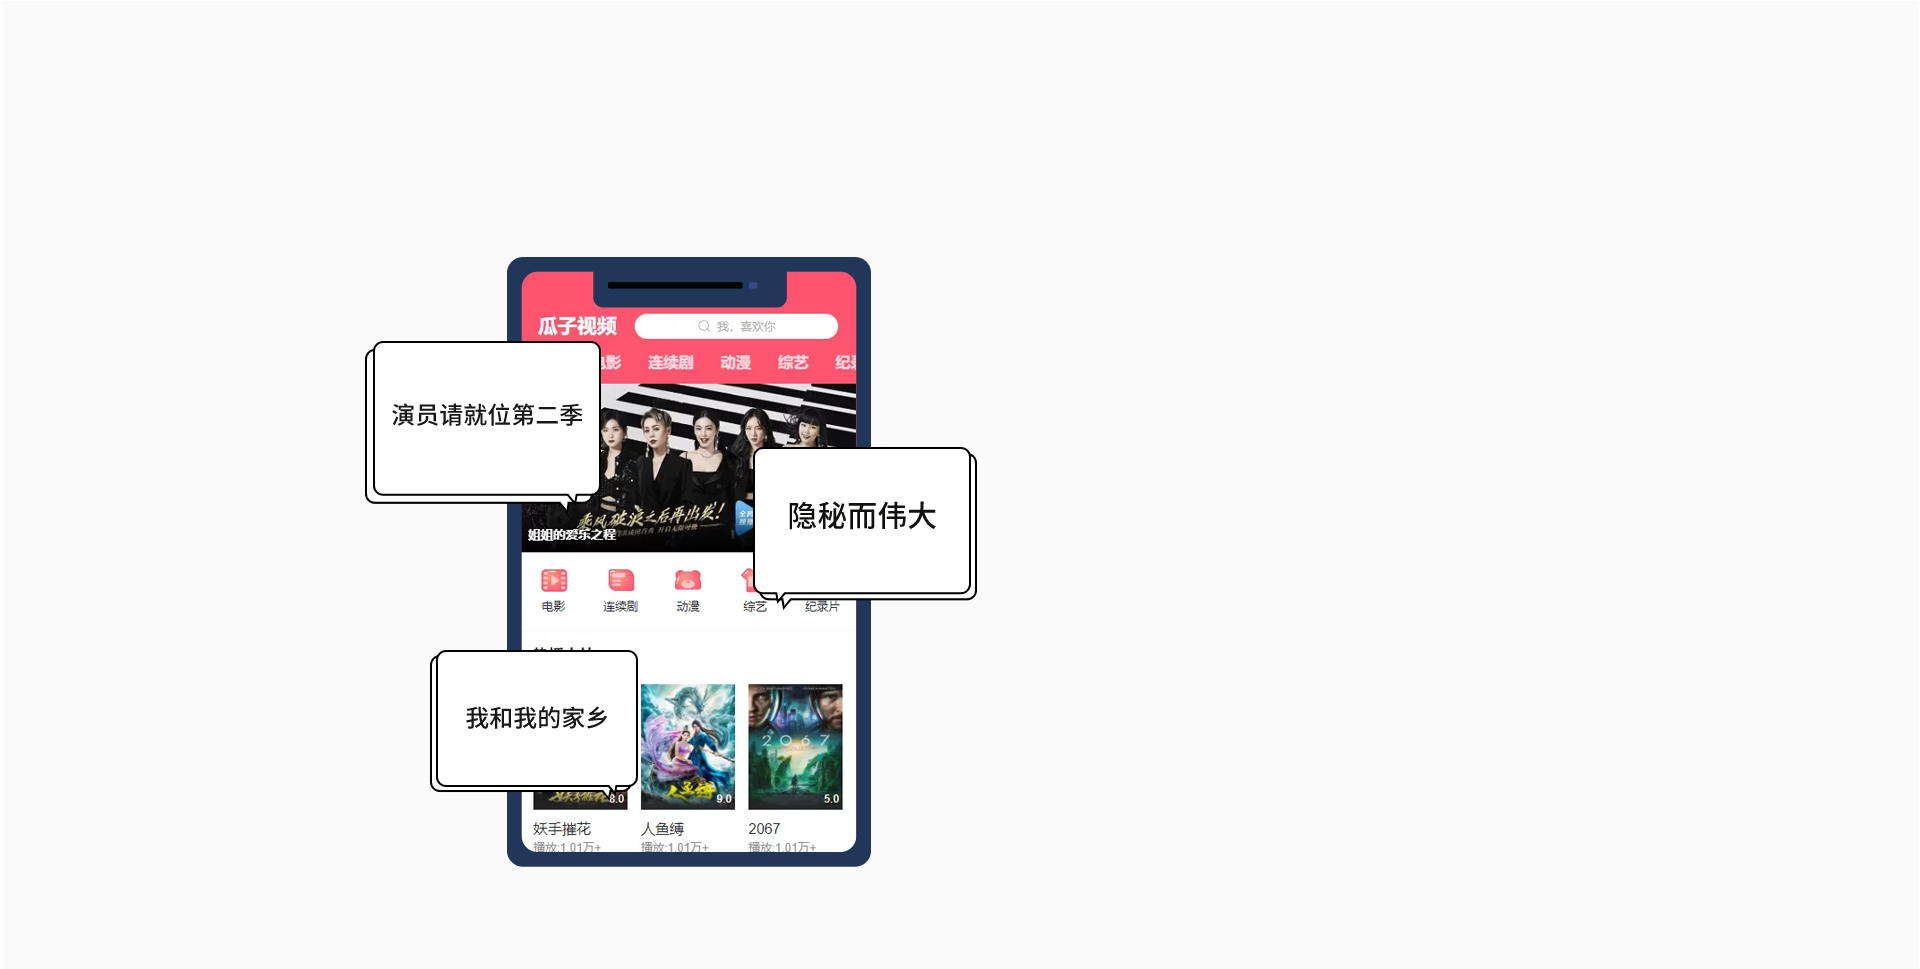 瓜子视频
我，喜欢你
电影 连续剧 动漫 综艺 纪录
演员请就位第二季
乘风破浪之后再出发!
姐姐的爱乐之程
隐秘而伟大
电影 连续剧 动漫 综艺 纪录片
我和我的家乡
2067
人鱼缚
8.0 9.0 5.0
妖手摧花 人鱼缚 2067
播放:1.01万+ 播放:1.01万+ 播放:1.01万+